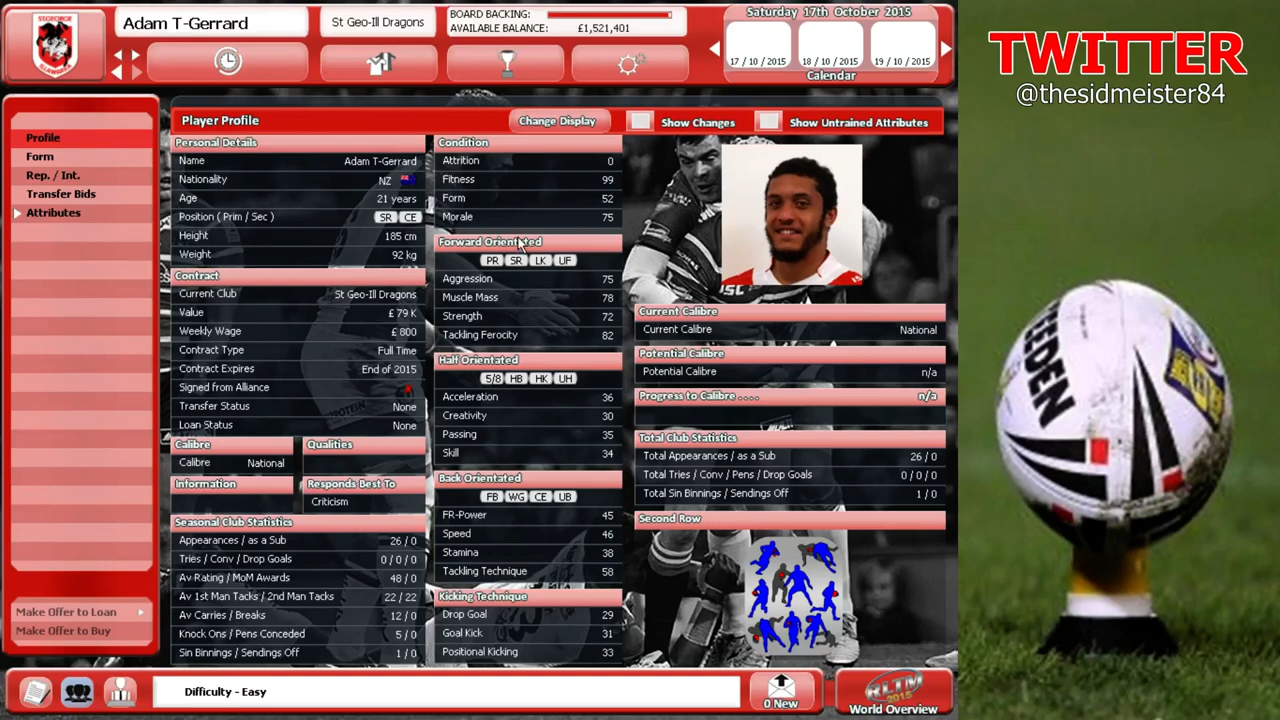 Adam T-Gerrard
St Geo-Ill Dragons
BOARD BACKING:
AVAILABLE BALANCE: £1,521,401
Saturday 17th October 2015
17 / 10 / 2015
18 / 10 / 2015
19 / 10 / 2015
Calendar
TWITTER
@thesidmeister84
Profile
Form
Rep. / Int.
Transfer Bids
Attributes
Make Offer to Loan
Make Offer to Buy
Player Profile
Change Display
Show Changes
Show Untrained Attributes
Personal Details
Name Adam T-Gerrard
Nationality NZ
Age 21 years
Position ( Prim / Sec ) SR CE
Height 185 cm
Weight 92 kg
Contract
Current Club St Geo-Ill Dragons
Value £ 79 K
Weekly Wage £ 800
Contract Type Full Time
Contract Expires End of 2015
Signed from Alliance
Transfer Status None
Loan Status None
Calibre
Calibre National
Qualities
Information
Responds Best To
Criticism
Seasonal Club Statistics
Appearances / as a Sub 26 / 0
Tries / Conv / Drop Goals 0 / 0 / 0
Av Rating / MoM Awards 48 / 0
Av 1st Man Tacks / 2nd Man Tacks 22 / 22
Av Carries / Breaks 12 / 0
Knock Ons / Pens Conceded 5 / 0
Sin Binnings / Sendings Off 1 / 0
Condition
Attrition 0
Fitness 99
Form 52
Morale 75
Forward Orientated
PR SR LK UF
Aggression 75
Muscle Mass 78
Strength 72
Tackling Ferocity 82
Half Orientated
5/8 HB HK UH
Acceleration 36
Creativity 30
Passing 35
Skill 34
Back Orientated
FB WG CE UB
FR-Power 45
Speed 46
Stamina 38
Tackling Technique 58
Kicking Technique
Drop Goal 29
Goal Kick 31
Positional Kicking 33
Current Calibre
Current Calibre National
Potential Calibre
Potential Calibre n/a
Progress to Calibre . . . . n/a
Total Club Statistics
Total Appearances / as a Sub 26 / 0
Total Tries / Conv / Pens / Drop Goals 0 / 0 / 0
Total Sin Binnings / Sendings Off 1 / 0
Second Row
Difficulty - Easy
0 New
RLTM
2015
World Overview